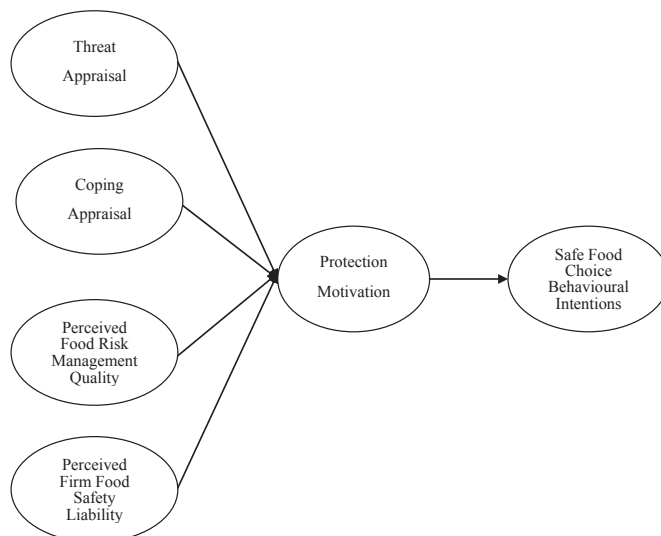 Threat
Appraisal
Coping
Appraisal
Perceived
Food Risk
Management
Quality
Perceived
Firm Food
Safety
Liability
Protection
Motivation
Safe Food
Choice
Behavioural
Intentions